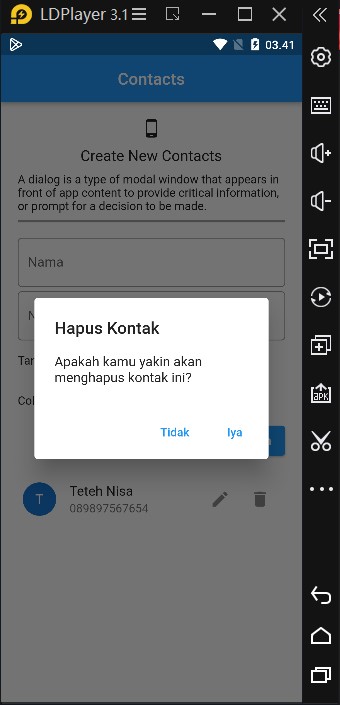 LDPlayer 3.1
03.41
Contacts
Create New Contacts
A dialog is a type of modal window that appears in
front of app content to provide critical information,
or prompt for a decision to be made.
Nama
Hapus Kontak
Apakah kamu yakin akan
menghapus kontak ini?
Tidak Iya
T
Teteh Nisa
089897567654
APK